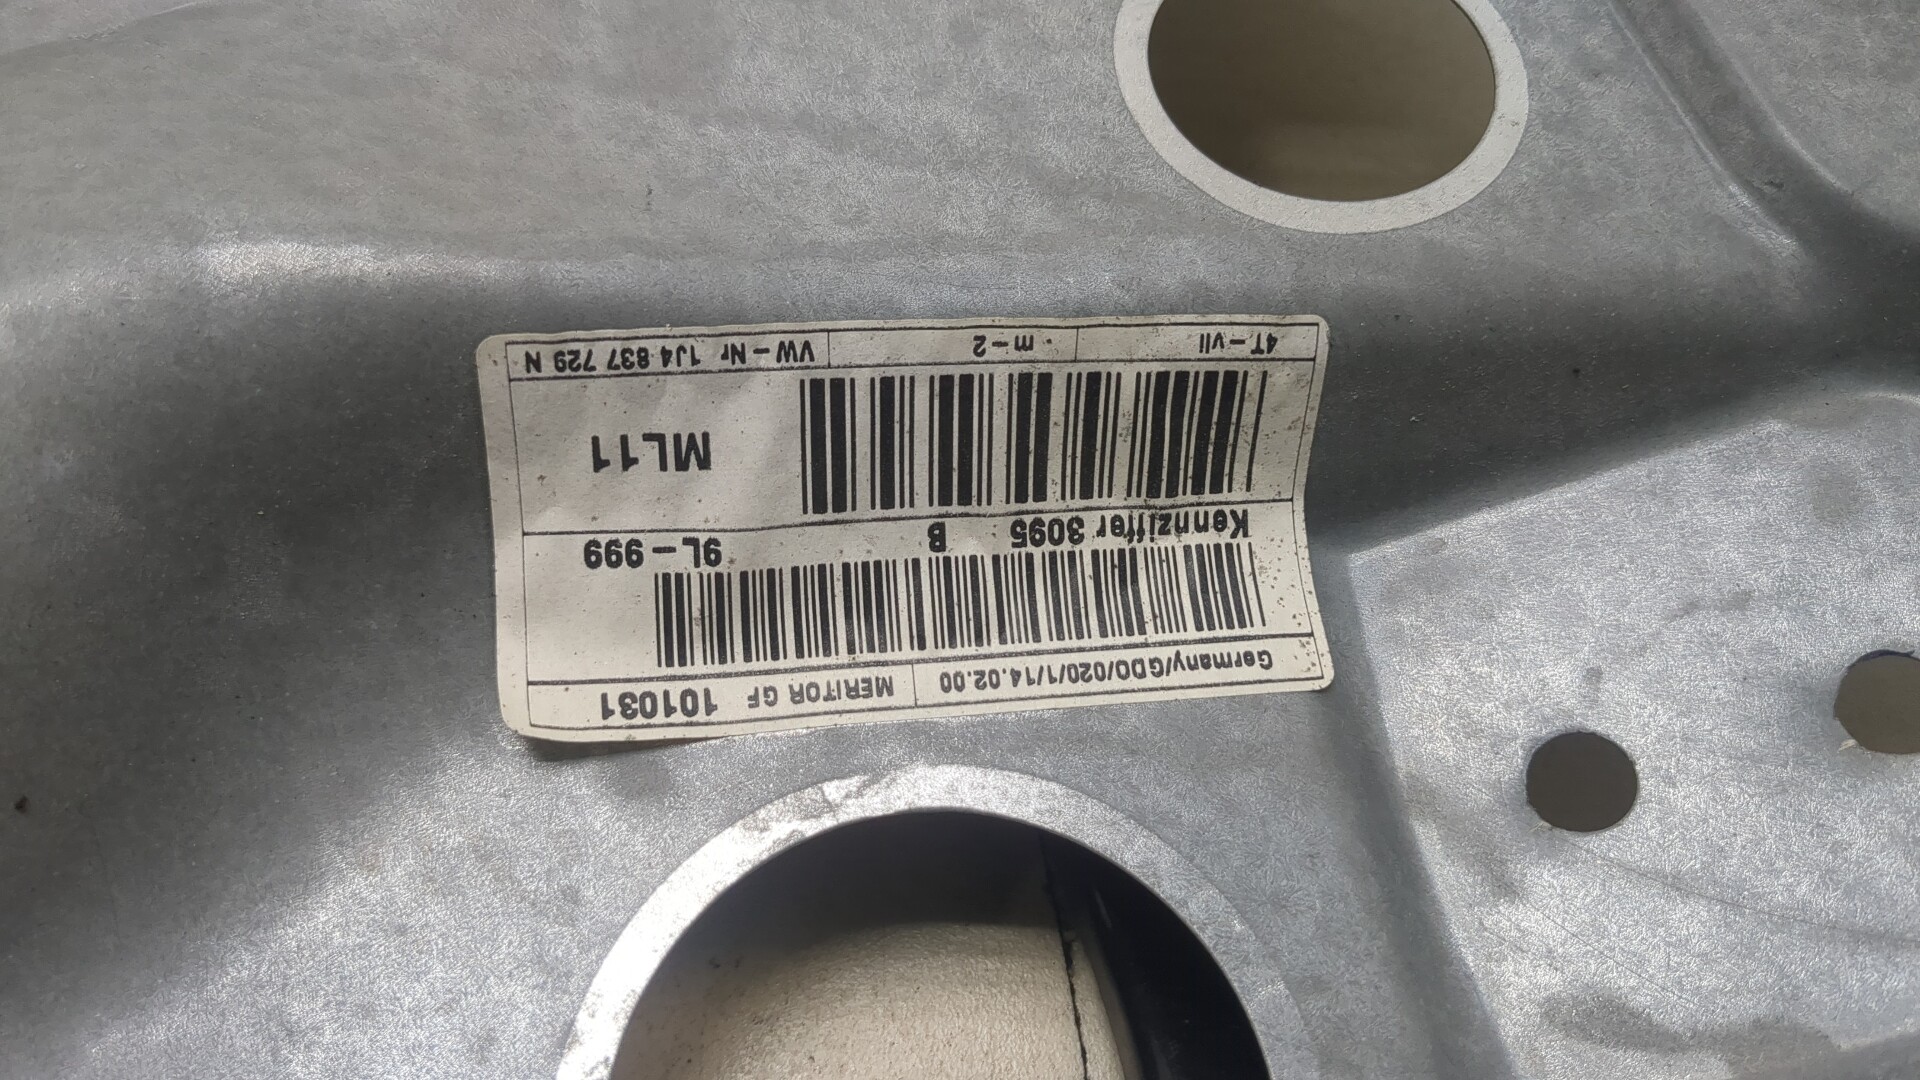 Germany/GDO/020/1/14.02.00 MERITOR GF 101031
Kennziffer 3095 B 9L-999
ML11
4T-vll m-2 VW-Nr 1J4 837 729 N